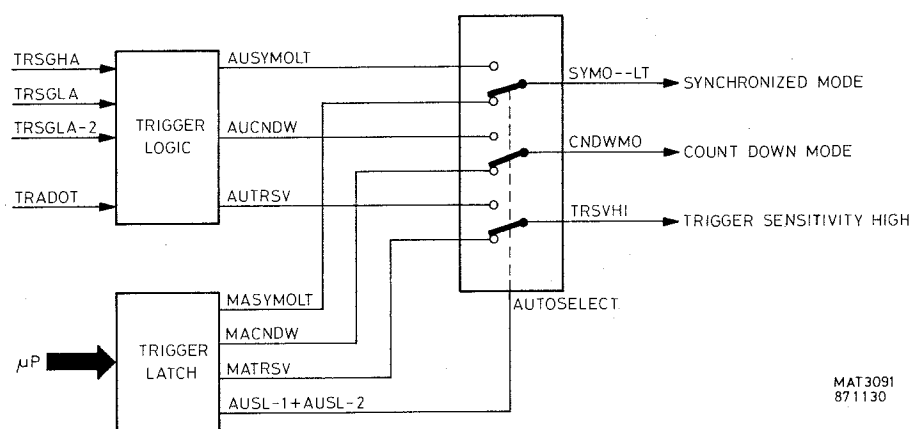 TRSGHA
TRSGLA
TRSGLA-2
TRADOT
TRIGGER
LOGIC
AUSYMOLT
AUCNDW
AUTRSV
SYMO--LT
SYNCHRONIZED MODE
CNDWMO
COUNT DOWN MODE
TRSVHI
TRIGGER SENSITIVITY HIGH
AUTOSELECT
µP
TRIGGER
LATCH
MASYMOLT
MACNDW
MATRSV
AUSL-1+AUSL-2
MAT3091
871130